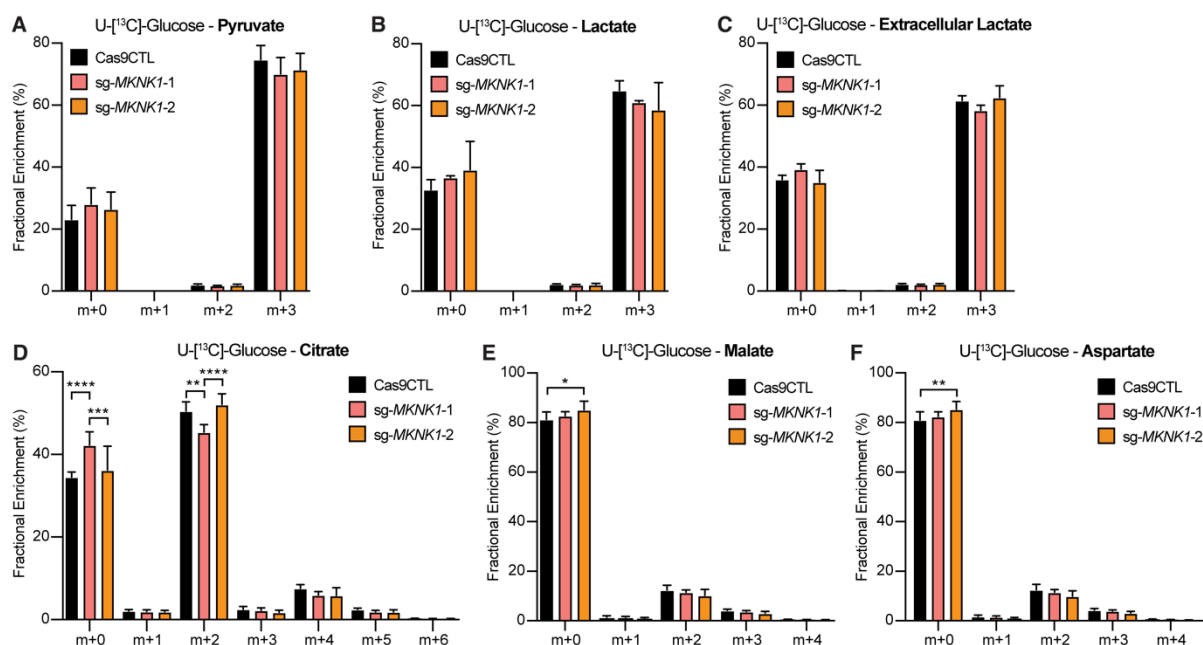 A
U-[¹³C]-Glucose - Pyruvate
Fractional Enrichment (%)
80
60
40
20
0
Cas9CTL
sg-MKNK1-1
sg-MKNK1-2
m+0 m+1 m+2 m+3
B
U-[¹³C]-Glucose - Lactate
Fractional Enrichment (%)
80
60
40
20
0
Cas9CTL
sg-MKNK1-1
sg-MKNK1-2
m+0 m+1 m+2 m+3
C
U-[¹³C]-Glucose - Extracellular Lactate
Fractional Enrichment (%)
80
60
40
20
0
Cas9CTL
sg-MKNK1-1
sg-MKNK1-2
m+0 m+1 m+2 m+3
D
U-[¹³C]-Glucose - Citrate
Fractional Enrichment (%)
60
40
20
0
**** ***
** ****
Cas9CTL
sg-MKNK1-1
sg-MKNK1-2
m+0 m+1 m+2 m+3 m+4 m+5 m+6
E
U-[¹³C]-Glucose - Malate
Fractional Enrichment (%)
100
80
60
40
20
0
*
Cas9CTL
sg-MKNK1-1
sg-MKNK1-2
m+0 m+1 m+2 m+3 m+4
F
U-[¹³C]-Glucose - Aspartate
Fractional Enrichment (%)
100
80
60
40
20
0
**
Cas9CTL
sg-MKNK1-1
sg-MKNK1-2
m+0 m+1 m+2 m+3 m+4